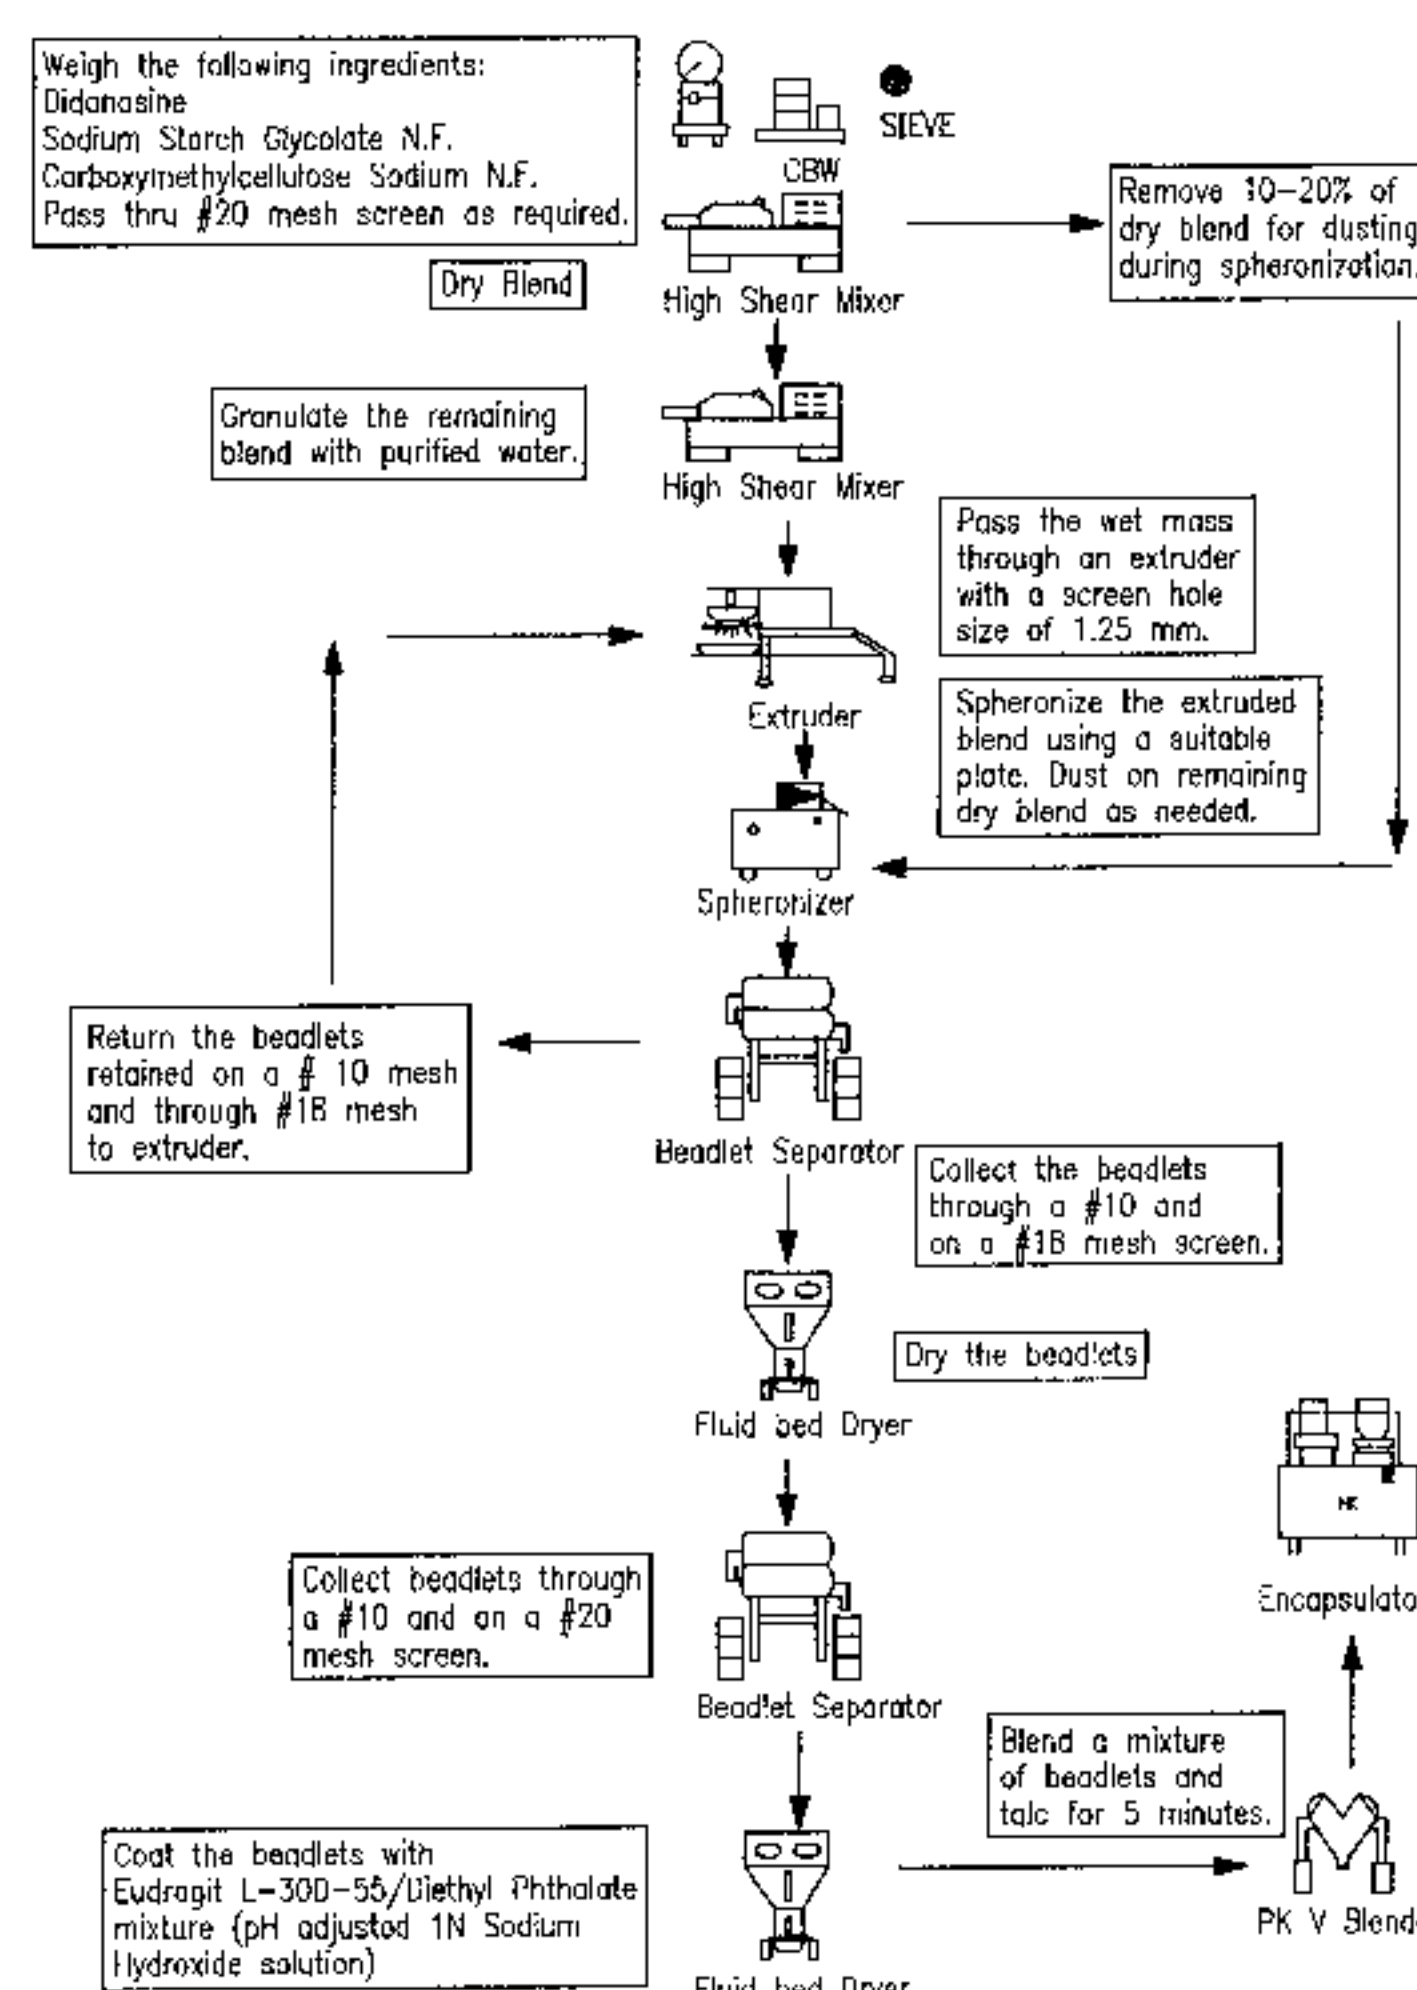 Weigh the following ingredients:
Didanosine
Sodium Starch Glycolate N.F.
Carboxymethylcellulose Sodium N.F.
Pass thru #20 mesh screen as required.
SIEVE
CBW
Dry Blend
High Shear Mixer
Remove 10-20% of
dry blend for dusting
during spheronization.
Granulate the remaining
blend with purified water.
High Shear Mixer
Pass the wet mass
through an extruder
with a screen hole
size of 1.25 mm.
Extruder
Spheronize the extruded
blend using a suitable
plate. Dust on remaining
dry blend as needed.
Spheronizer
Return the beadlets
retained on a # 10 mesh
and through #18 mesh
to extruder.
Beadlet Separator
Collect the beadlets
through a #10 and
on a #18 mesh screen.
Dry the beadlets
Fluid bed Dryer
Collect beadlets through
a #10 and on a #20
mesh screen.
Beadlet Separator
Encapsulato
Blend a mixture
of beadlets and
talc for 5 minutes.
PK V Blend
Coat the beadlets with
Eudragit L-30D-55/Diethyl Phthalate
mixture (pH adjusted 1N Sodium
Hydroxide solution)
Fluid bed Dryer